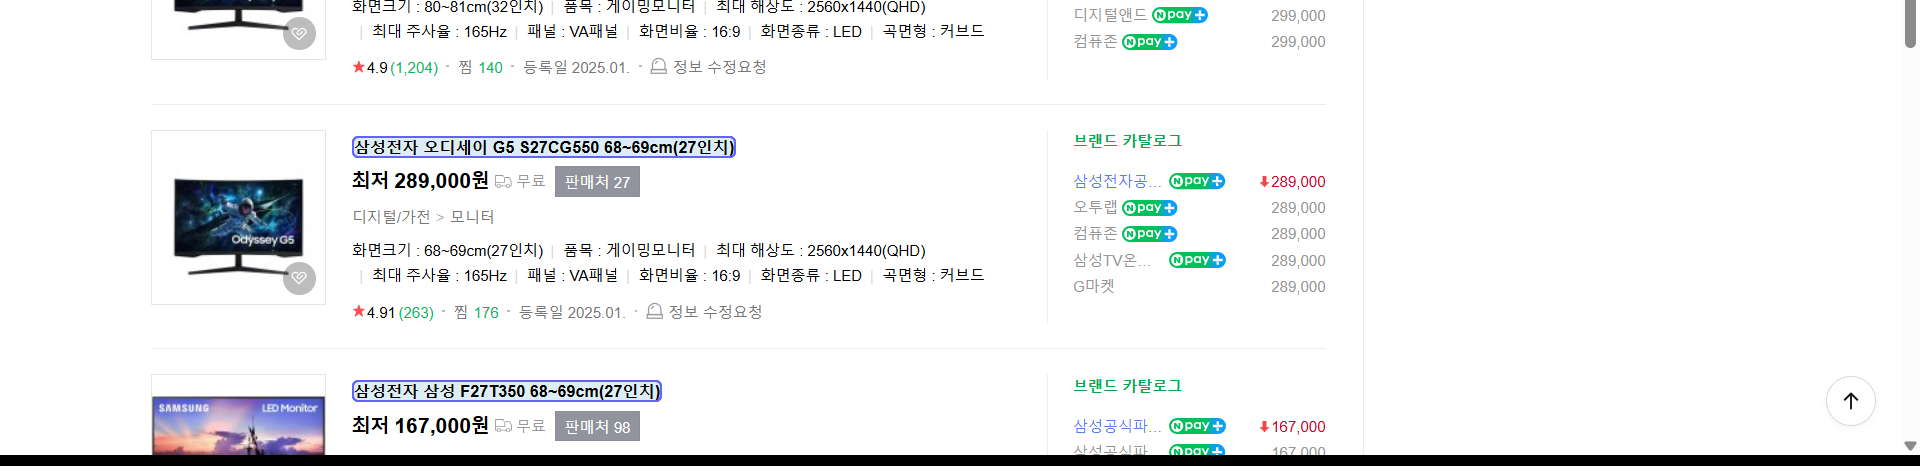 화면크기 : 80~81cm(32인치) | 품목 : 게이밍모니터 | 최대 해상도 : 2560x1440(QHD)
| 최대 주사율 : 165Hz | 패널 : VA패널 | 화면비율 : 16:9 | 화면종류 : LED | 곡면형 : 커브드
★4.9(1,204) · 찜 140 · 등록일 2025.01. · 정보 수정요청
디지털앤드 N pay+ 299,000
컴퓨존 N pay+ 299,000
Odyssey G5
삼성전자 오디세이 G5 S27CG550 68~69cm(27인치)
최저 289,000원 무료 판매처 27
디지털/가전 > 모니터
화면크기 : 68~69cm(27인치) | 품목 : 게이밍모니터 | 최대 해상도 : 2560x1440(QHD)
| 최대 주사율 : 165Hz | 패널 : VA패널 | 화면비율 : 16:9 | 화면종류 : LED | 곡면형 : 커브드
★4.91(263) · 찜 176 · 등록일 2025.01. · 정보 수정요청
브랜드 카탈로그
삼성전자공... N pay+ 289,000
오투랩 N pay+ 289,000
컴퓨존 N pay+ 289,000
삼성TV온... N pay+ 289,000
G마켓 289,000
SAMSUNG LED Monitor
삼성전자 삼성 F27T350 68~69cm(27인치)
최저 167,000원 무료 판매처 98
브랜드 카탈로그
삼성공식파... N pay+ 167,000
삼성공식파... N pay+ 167,000